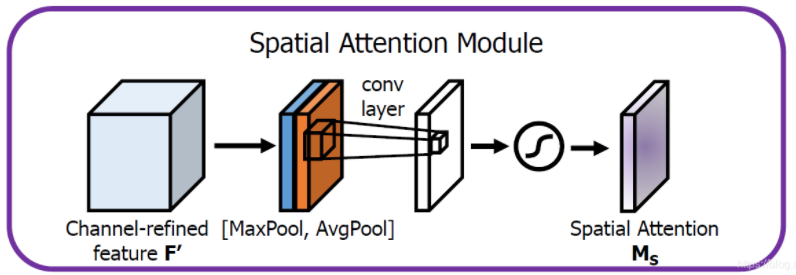 Spatial Attention Module
conv
layer
Channel-refined
feature F’
[MaxPool, AvgPool]
Spatial Attention
Ms